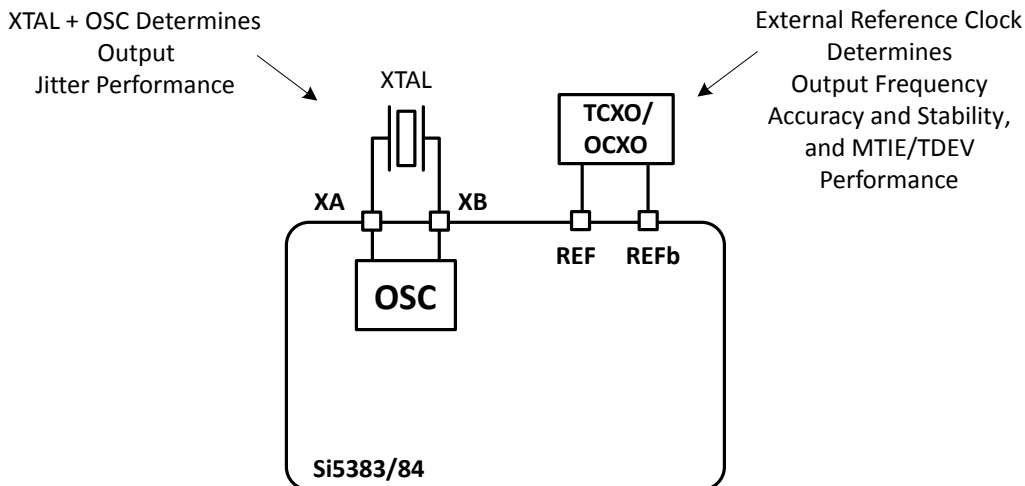 XTAL + OSC Determines
Output
Jitter Performance
External Reference Clock
Determines
Output Frequency
Accuracy and Stability,
and MTIE/TDEV
Performance
XTAL
TCXO/
OCXO
XA
XB
REF
REFb
OSC
Si5383/84